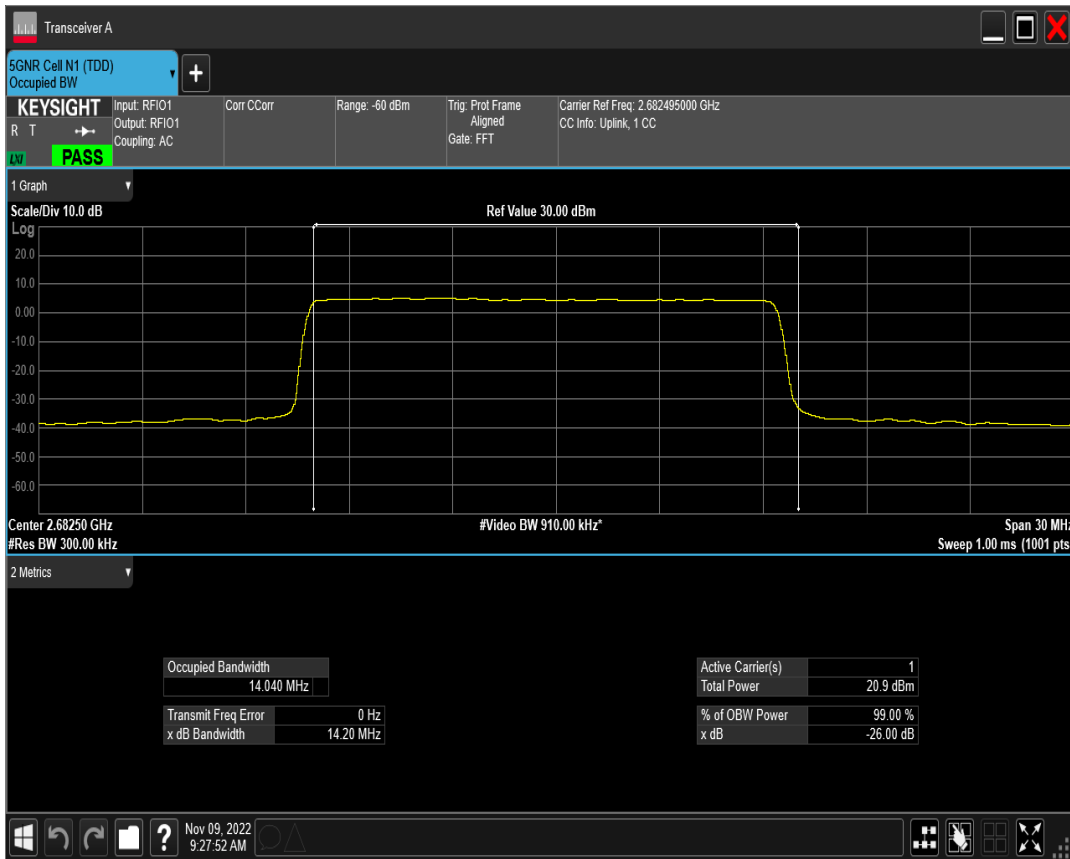 Transceiver A
5GNR Cell N1 (TDD)
Occupied BW
+
KEYSIGHT
R T
LXI
PASS
Input: RFIO1
Output: RFIO1
Coupling: AC
Corr CCorr
Range: -60 dBm
Trig: Prot Frame
Aligned
Gate: FFT
Carrier Ref Freq: 2.682495000 GHz
CC Info: Uplink, 1 CC
1 Graph
Scale/Div 10.0 dB
Ref Value 30.00 dBm
Log
20.0
10.0
0.00
-10.0
-20.0
-30.0
-40.0
-50.0
-60.0
Center 2.68250 GHz
#Video BW 910.00 kHz*
Span 30 MHz
#Res BW 300.00 kHz
Sweep 1.00 ms (1001 pts
2 Metrics
Occupied Bandwidth
14.040 MHz
Transmit Freq Error 0 Hz
x dB Bandwidth 14.20 MHz
Active Carrier(s) 1
Total Power 20.9 dBm
% of OBW Power 99.00 %
x dB -26.00 dB
?
Nov 09, 2022
9:27:52 AM